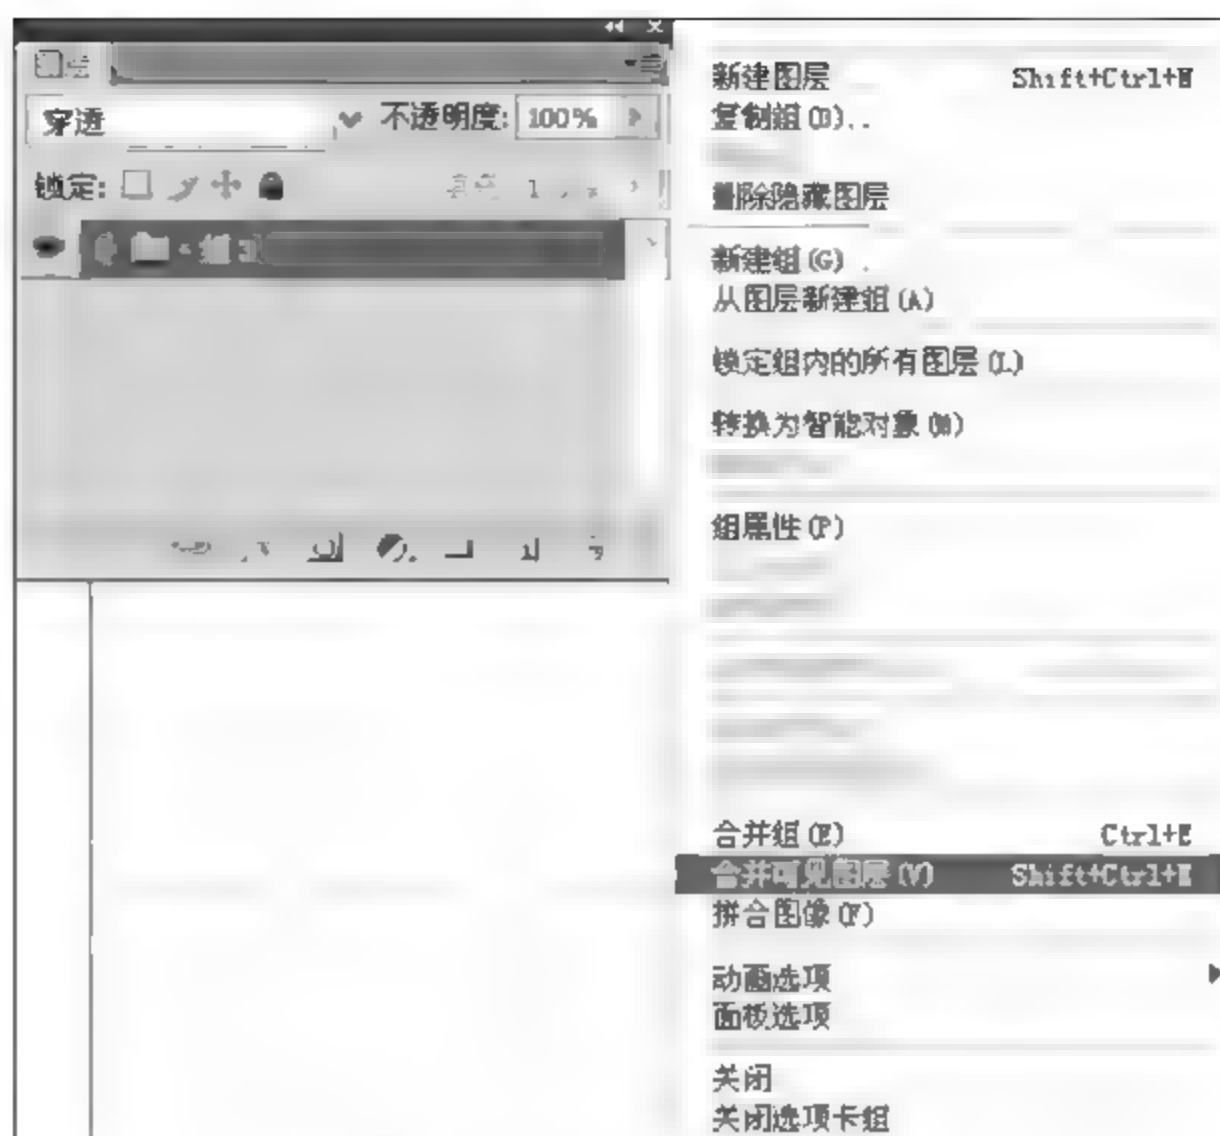 图层
穿透
不透明度: 100%
锁定:
组 3
新建图层 Shift+Ctrl+N
复制组(D)..
删除隐藏图层
新建组(G) .
从图层新建组(A)
锁定组内的所有图层(L)
转换为智能对象(M)
组属性(P)
合并组(E) Ctrl+E
合并可见图层(V) Shift+Ctrl+E
拼合图像(F)
动画选项
面板选项
关闭
关闭选项卡组